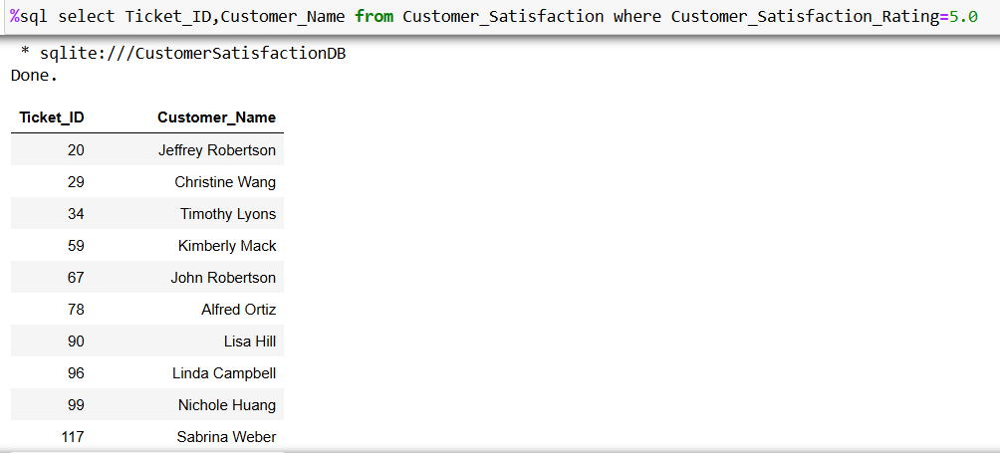 %sql select Ticket_ID,Customer_Name from Customer_Satisfaction where Customer_Satisfaction_Rating=5.0
* sqlite:///CustomerSatisfactionDB
Done.
Ticket_ID Customer_Name
20 Jeffrey Robertson
29 Christine Wang
34 Timothy Lyons
59 Kimberly Mack
67 John Robertson
78 Alfred Ortiz
90 Lisa Hill
96 Linda Campbell
99 Nichole Huang
117 Sabrina Weber